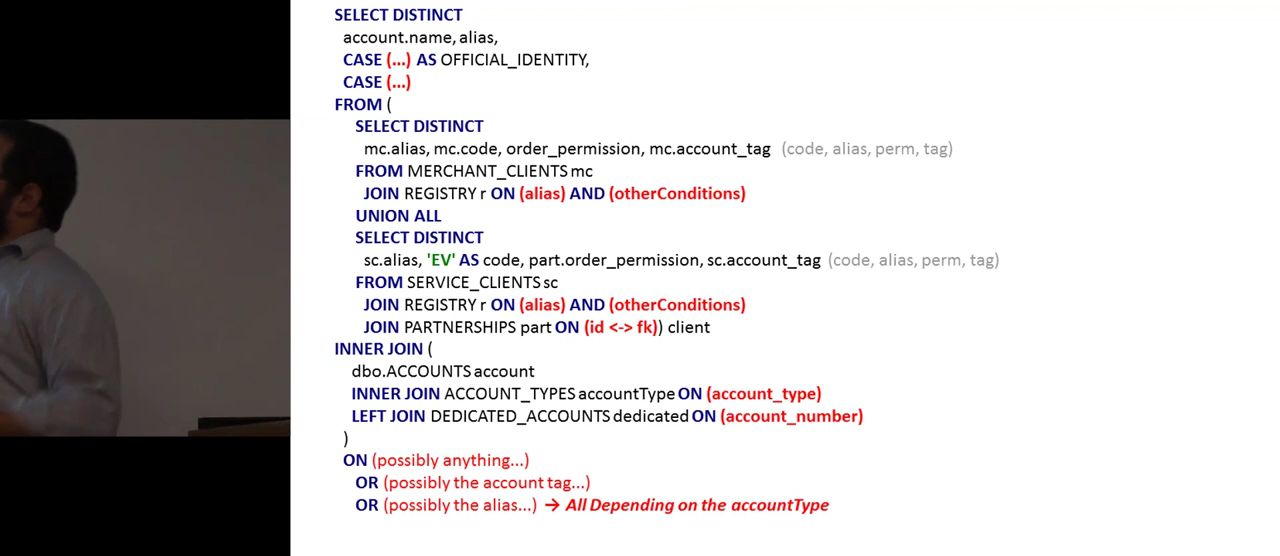 SELECT DISTINCT
account.name, alias,
CASE (...) AS OFFICIAL_IDENTITY,
CASE (...)
FROM (
SELECT DISTINCT
mc.alias, mc.code, order_permission, mc.account_tag (code, alias, perm, tag)
FROM MERCHANT_CLIENTS mc
JOIN REGISTRY r ON (alias) AND (otherConditions)
UNION ALL
SELECT DISTINCT
sc.alias, 'EV' AS code, part.order_permission, sc.account_tag (code, alias, perm, tag)
FROM SERVICE_CLIENTS sc
JOIN REGISTRY r ON (alias) AND (otherConditions)
JOIN PARTNERSHIPS part ON (id <-> fk)) client
INNER JOIN (
dbo.ACCOUNTS account
INNER JOIN ACCOUNT_TYPES accountType ON (account_type)
LEFT JOIN DEDICATED_ACCOUNTS dedicated ON (account_number)
)
ON (possibly anything...)
OR (possibly the account tag...)
OR (possibly the alias...) → All Depending on the accountType